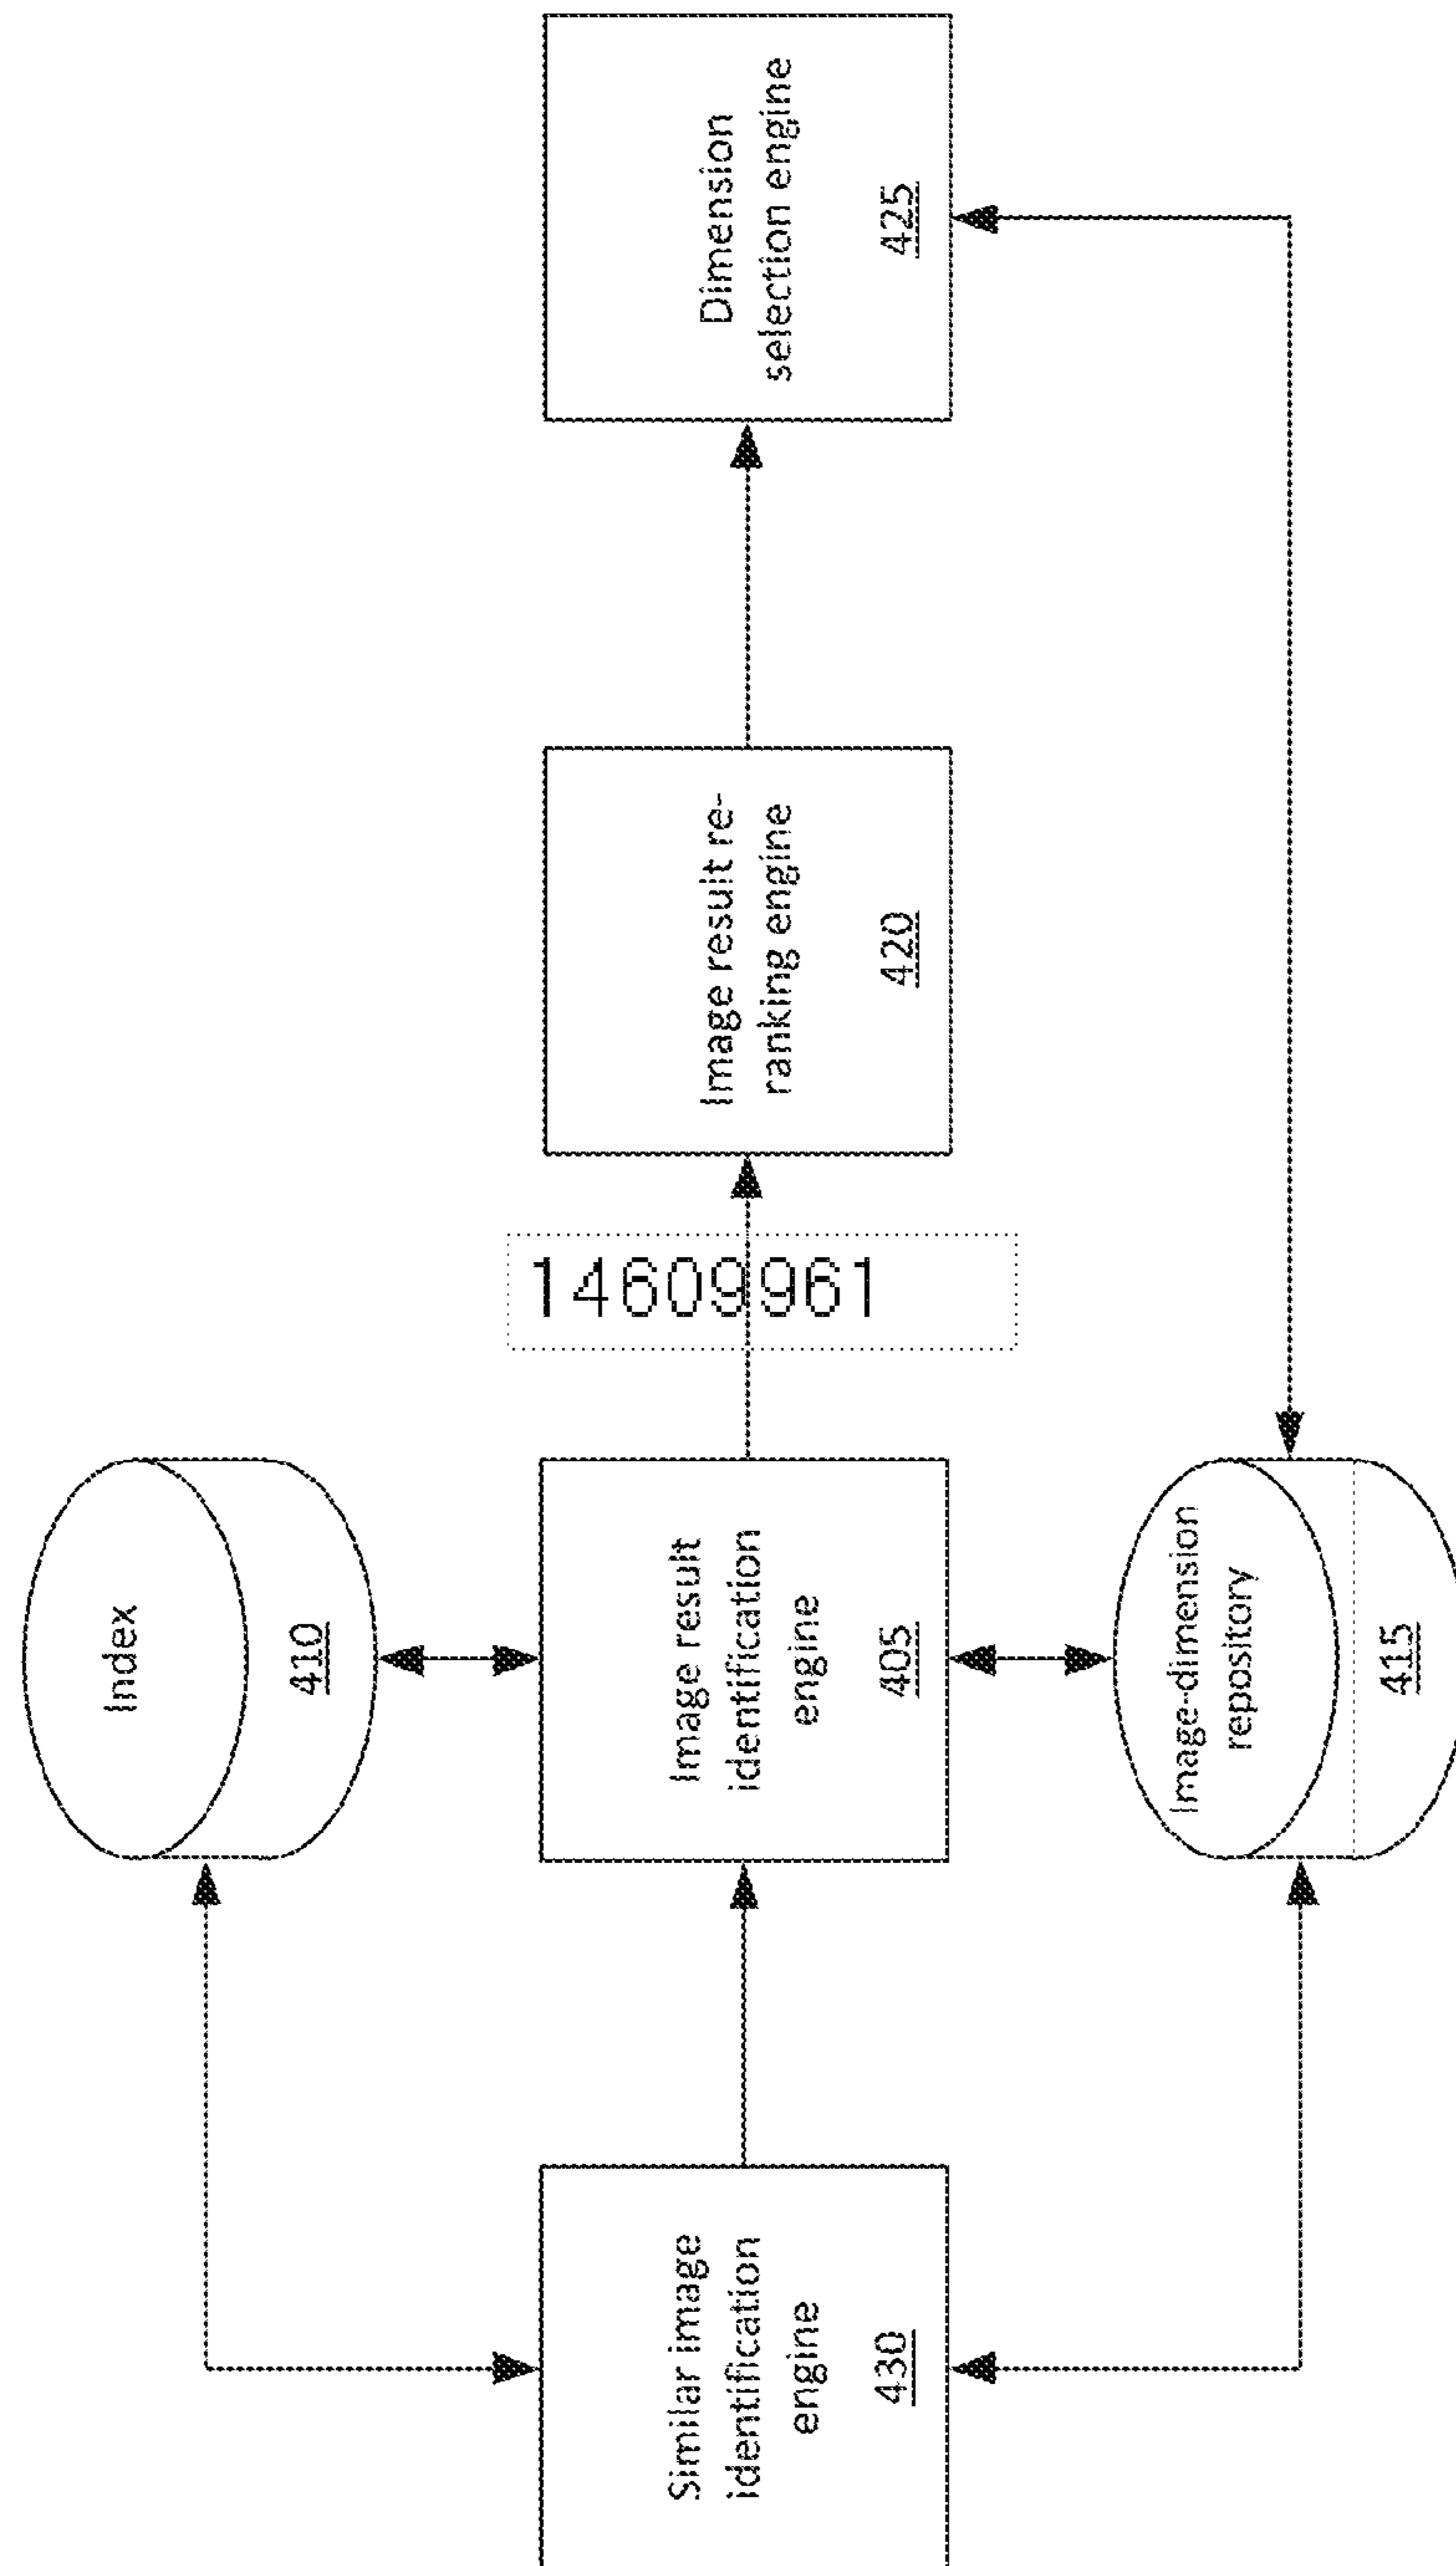 Index
410
Similar image
identification
engine
430
Image result
identification
engine
405
14609961
Image result re-
ranking engine
420
Dimension
selection engine
425
Image-dimension
repository
415